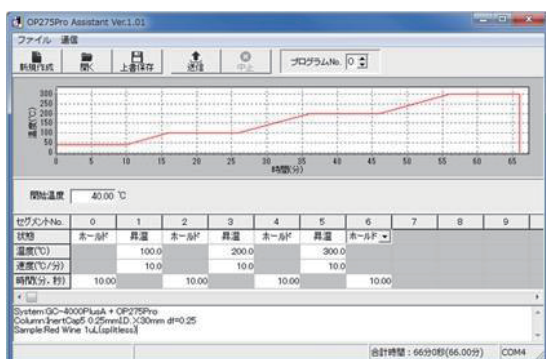 OP275Pro Assistant Ver.1.01
ファイル 通信
新規作成 開く 上書保存 送信 中止 プログラムNo. 0
温度(℃)
300
250
200
150
100
50
0
0 5 10 15 20 25 30 35 40 45 50 55 60 65
時間(分)
開始温度 40.00 ℃
セグメントNo. 0 1 2 3 4 5 6 7 8 9
状態 ホールド 昇温 ホールド 昇温 ホールド 昇温 ホールド
温度(℃) 100.0 200.0 300.0
速度(℃/分) 10.0 10.0 10.0
時間(分.秒) 10.00 10.00 10.00 10.00
System:GC-4000PlusA + OP275Pro
Column:InertCap5 0.25mmI.D.X30mm df=0.25
Sample:Red Wine 1uL(splitless)
合計時間:66分0秒(66.00分) COM4